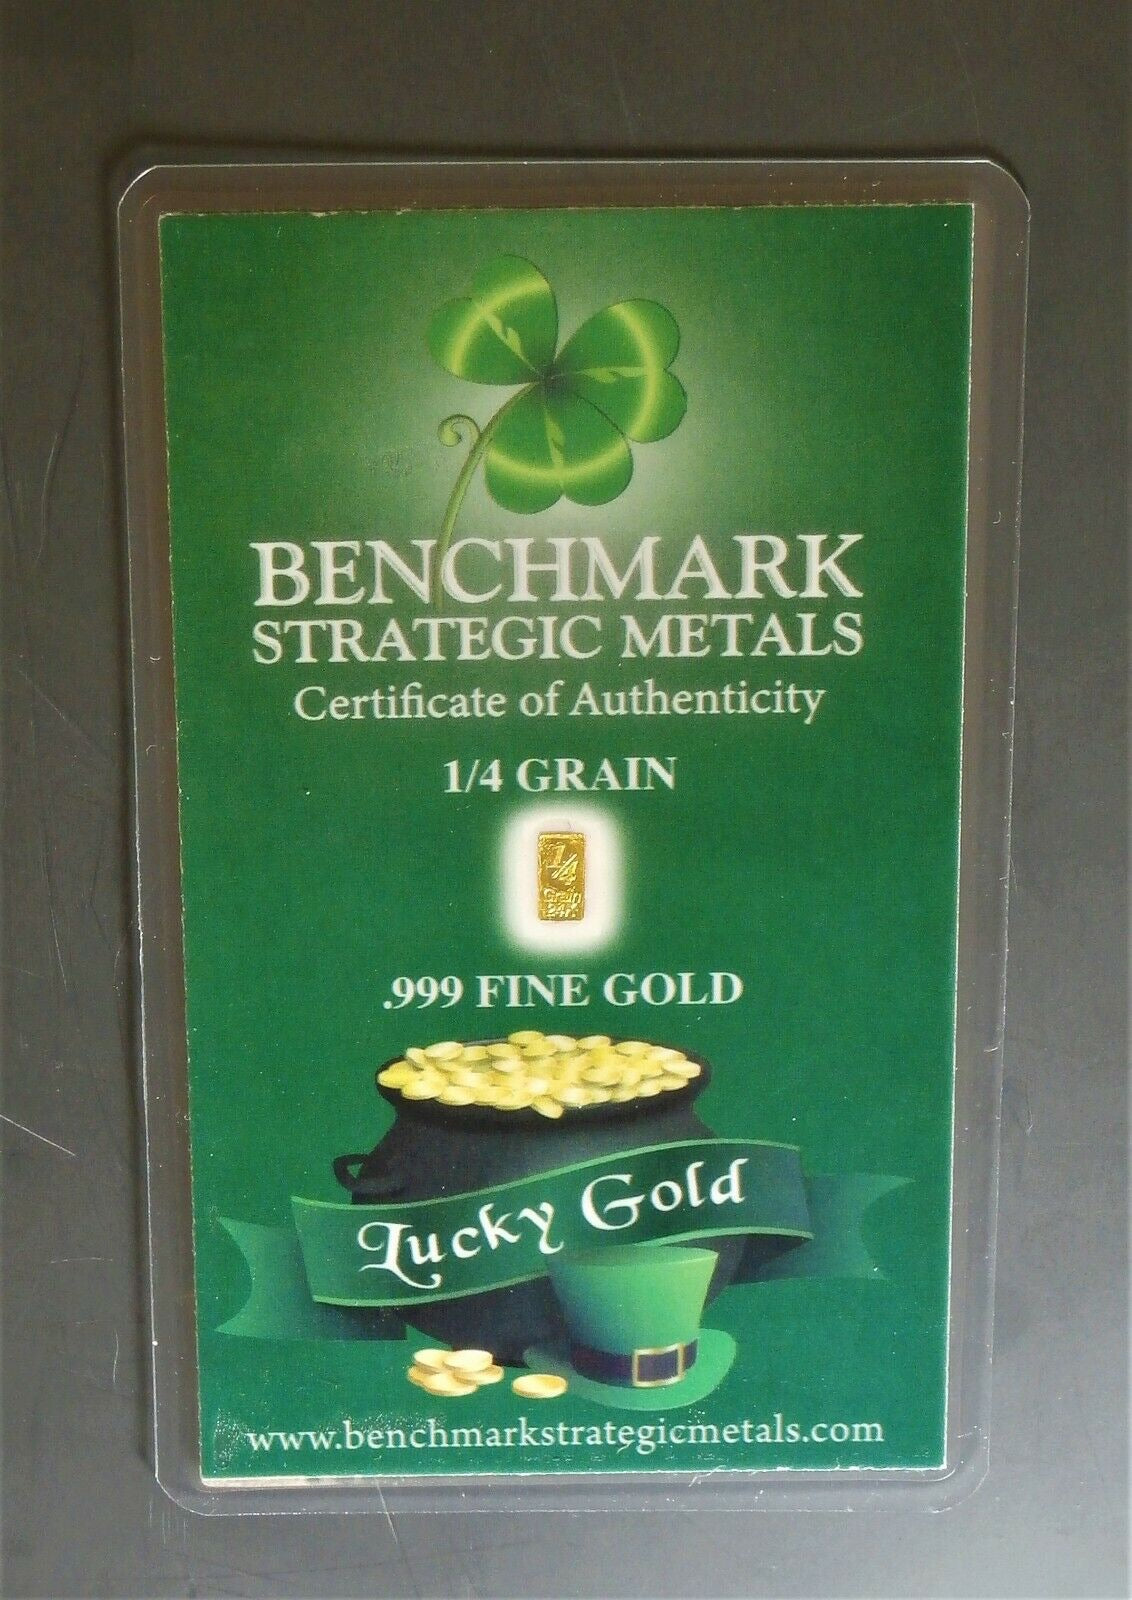 BENCHMARK
STRATEGIC METALS
Certificate of Authenticity
1/4 GRAIN
1/4
Grain
24K
.999 FINE GOLD
Lucky Gold
www.benchmarkstrategicmetals.com